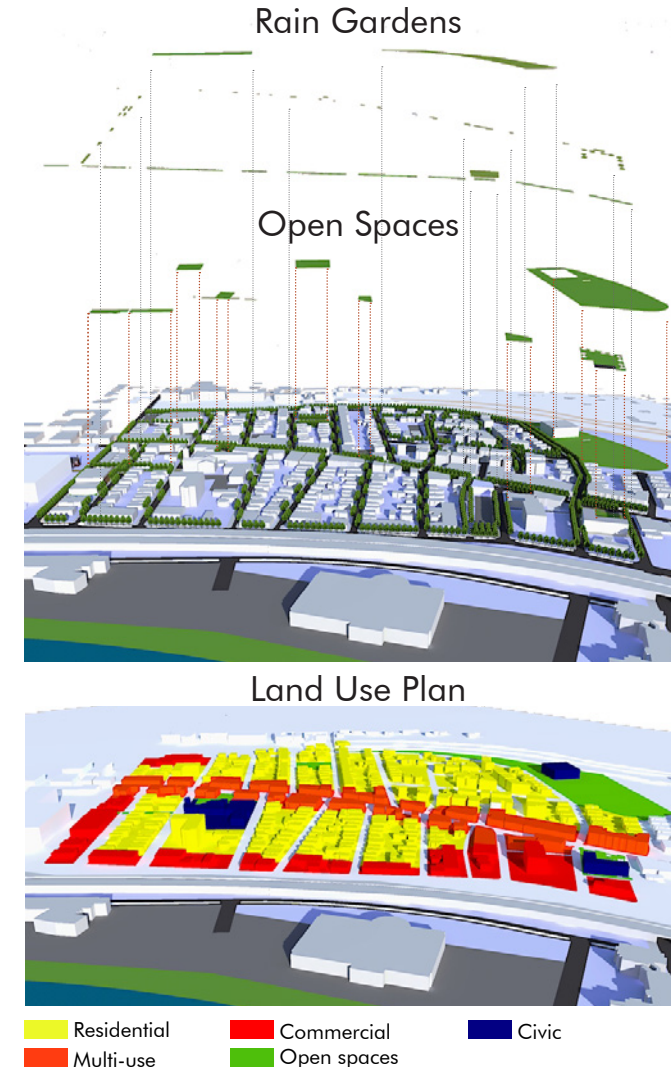 Rain Gardens
Open Spaces
Land Use Plan
Residential
Commercial
Civic
Multi-use
Open spaces